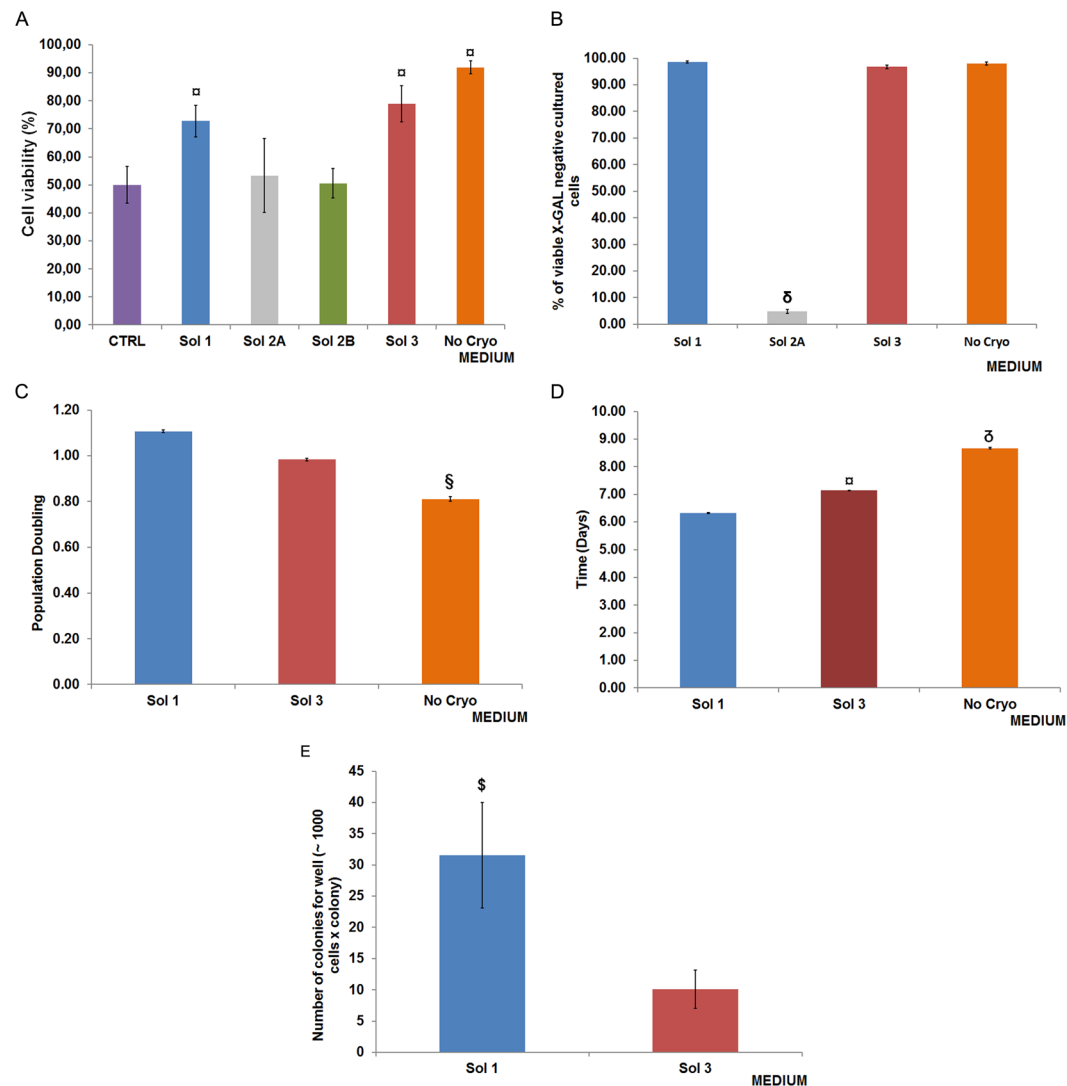 A
100,00
90,00
80,00
70,00
60,00
50,00
40,00
30,00
20,00
10,00
0,00
Cell viability (%)
¤
¤
¤
CTRL Sol 1 Sol 2A Sol 2B Sol 3 No Cryo
MEDIUM
B
100.00
90.00
80.00
70.00
60.00
50.00
40.00
30.00
20.00
10.00
0.00
% of viable X-GAL negative cultured
cells
δ
Sol 1 Sol 2A Sol 3 No Cryo
MEDIUM
C
1.20
1.00
0.80
0.60
0.40
0.20
0.00
Population Doubling
§
Sol 1 Sol 3 No Cryo
MEDIUM
D
10.00
9.00
8.00
7.00
6.00
5.00
4.00
3.00
2.00
1.00
0.00
Time (Days)
¤
δ
Sol 1 Sol 3 No Cryo
MEDIUM
E
45
40
35
30
25
20
15
10
5
0
Number of colonies for well (~ 1000
cells x colony)
$
Sol 1 Sol 3
MEDIUM